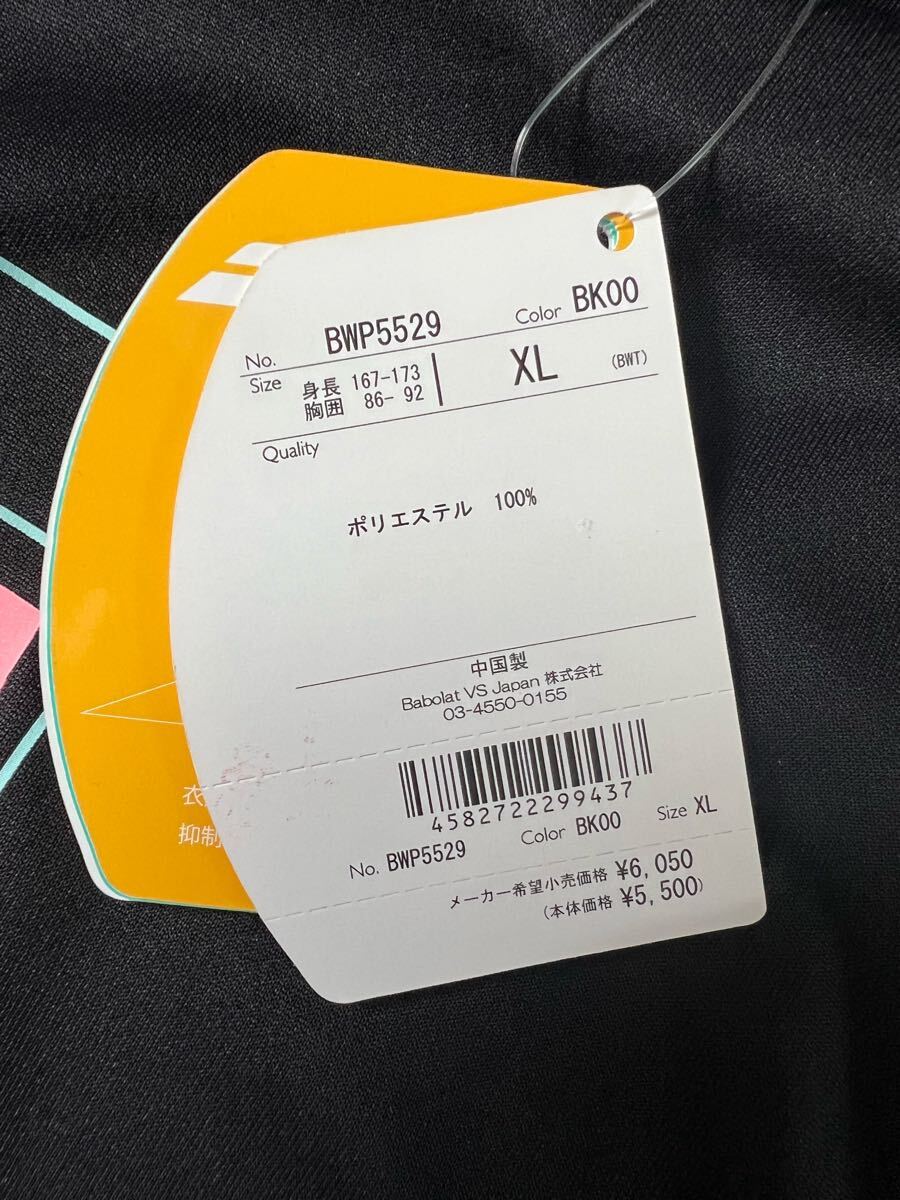 No. BWP5529 Color BK00
Size 身長 167-173 XL (BWT)
胸囲 86- 92
Quality
ポリエステル 100%
中国製
Babolat VS Japan 株式会社
03-4550-0155
4582722299437
No. BWP5529 Color BK00 Size XL
メーカー希望小売価格 ¥6,050
(本体価格 ¥5,500)
衣
抑制